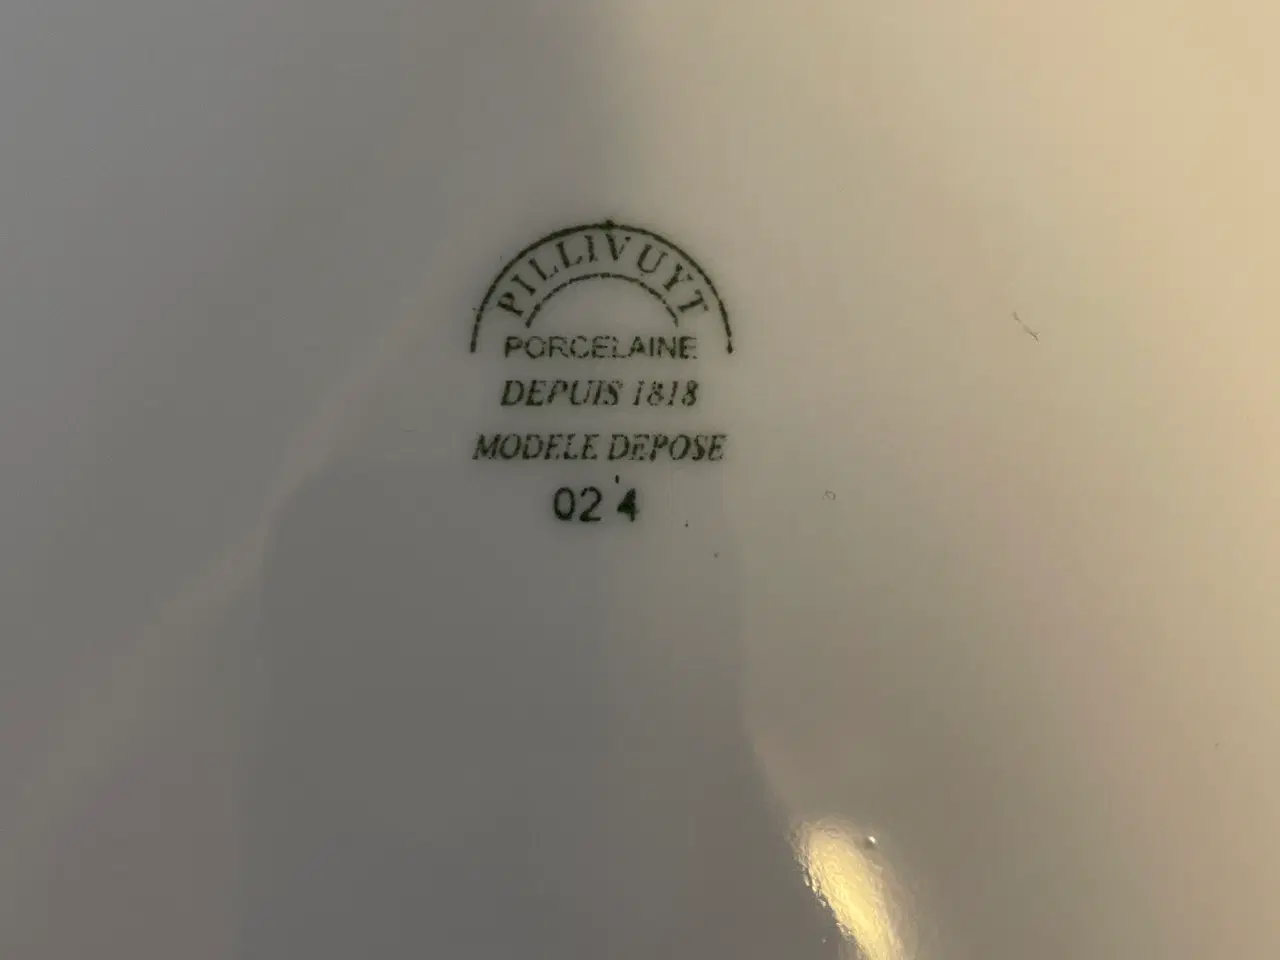 PILLIVUYT
PORCELAINE
DEPUIS 1818
MODELE DEPOSE
02 4